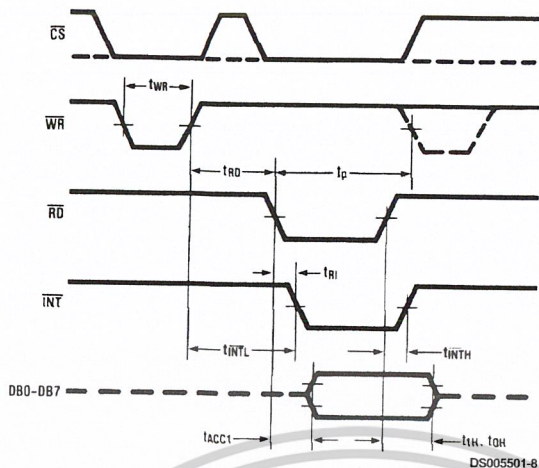 CS
tWR
WR
tRD
tp
RD
tRI
INT
tINTL
tINTH
DB0-DB7
tACC1
t1H, t0H
DS005501-8